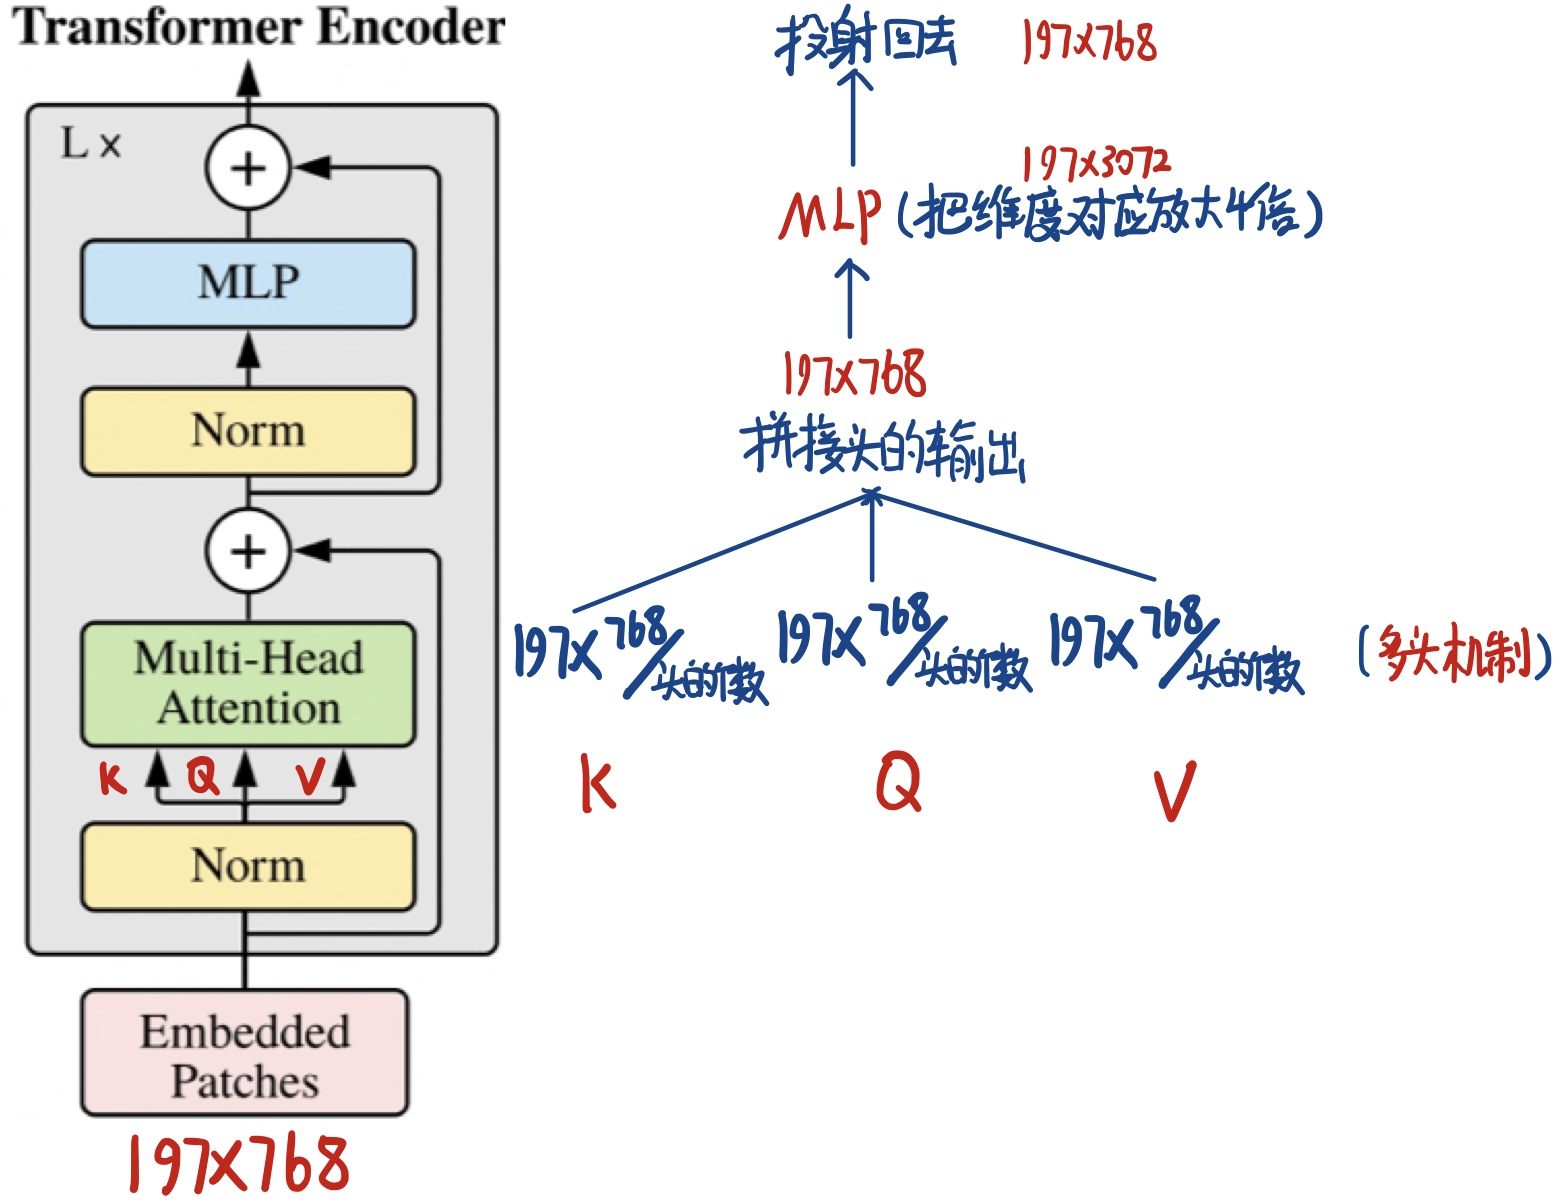 Transformer Encoder
L ×
+
MLP
Norm
+
Multi-Head
Attention
K Q V
Norm
Embedded
Patches
197×768
投射回去 197×768
197×3072
MLP (把维度对应放大4倍)
197×768
拼接头的输出
197×768/头的个数 197×768/头的个数 197×768/头的个数 (多头机制)
K Q V